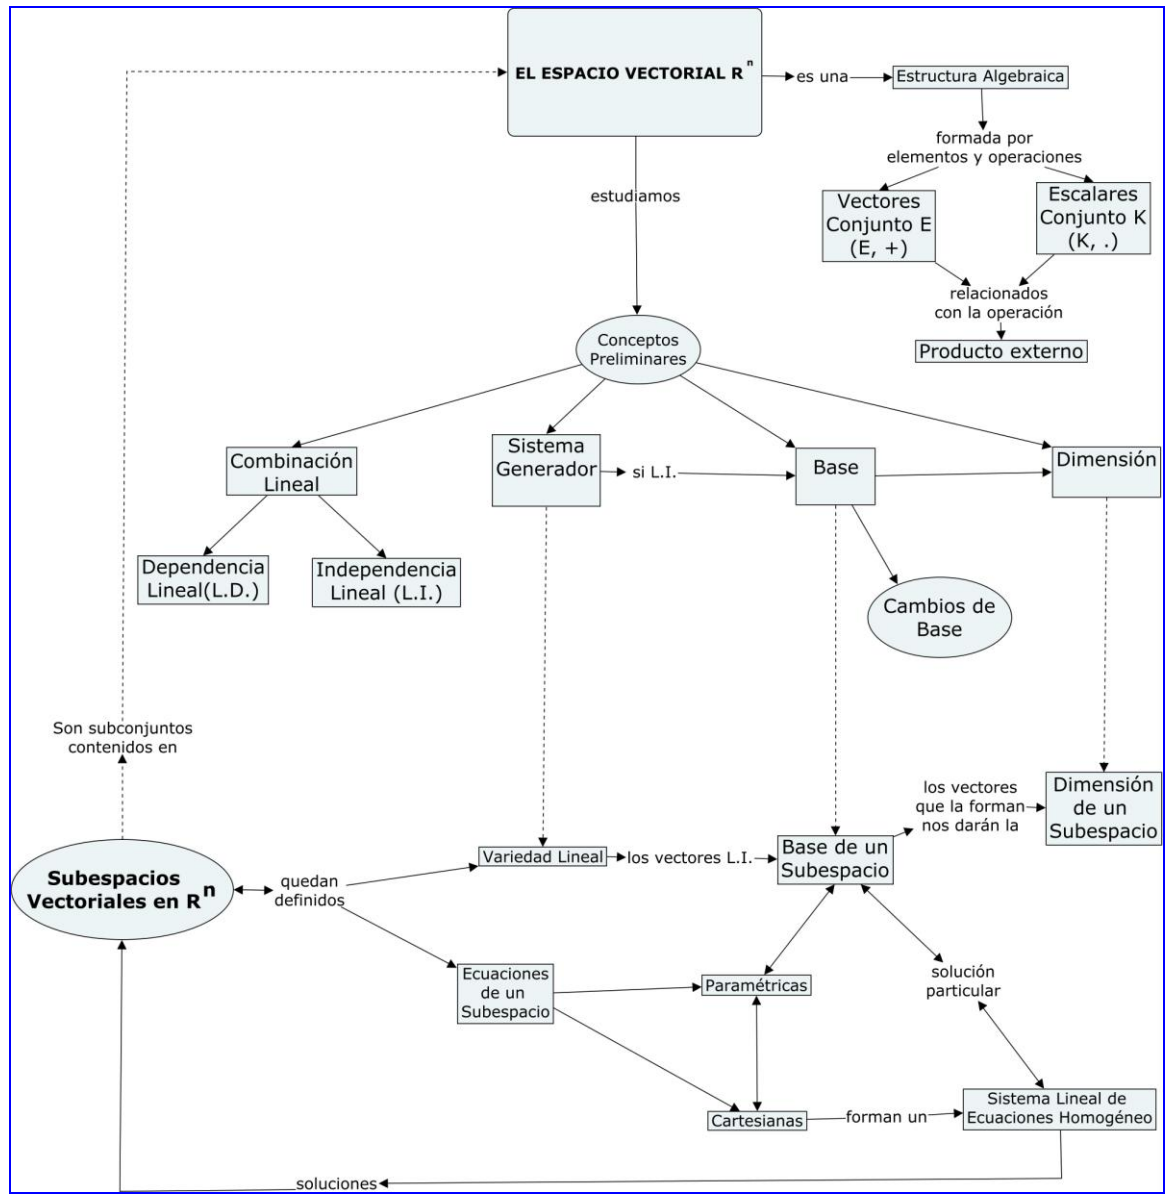 EL ESPACIO VECTORIAL Rⁿ
es una
Estructura Algebraica
formada por
elementos y operaciones
Vectores
Conjunto E
(E, +)
Escalares
Conjunto K
(K, .)
relacionados
con la operación
Producto externo
estudiamos
Conceptos
Preliminares
Combinación
Lineal
Sistema
Generador
si L.I.
Base
Dimensión
Dependencia
Lineal(L.D.)
Independencia
Lineal (L.I.)
Cambios de
Base
Son subconjuntos
contenidos en
Subespacios
Vectoriales en Rⁿ
quedan
definidos
Variedad Lineal
los vectores L.I.
Base de un
Subespacio
los vectores
que la forman
nos darán la
Dimensión
de un
Subespacio
Ecuaciones
de un
Subespacio
Paramétricas
solución
particular
Cartesianas
forman un
Sistema Lineal de
Ecuaciones Homogéneo
soluciones